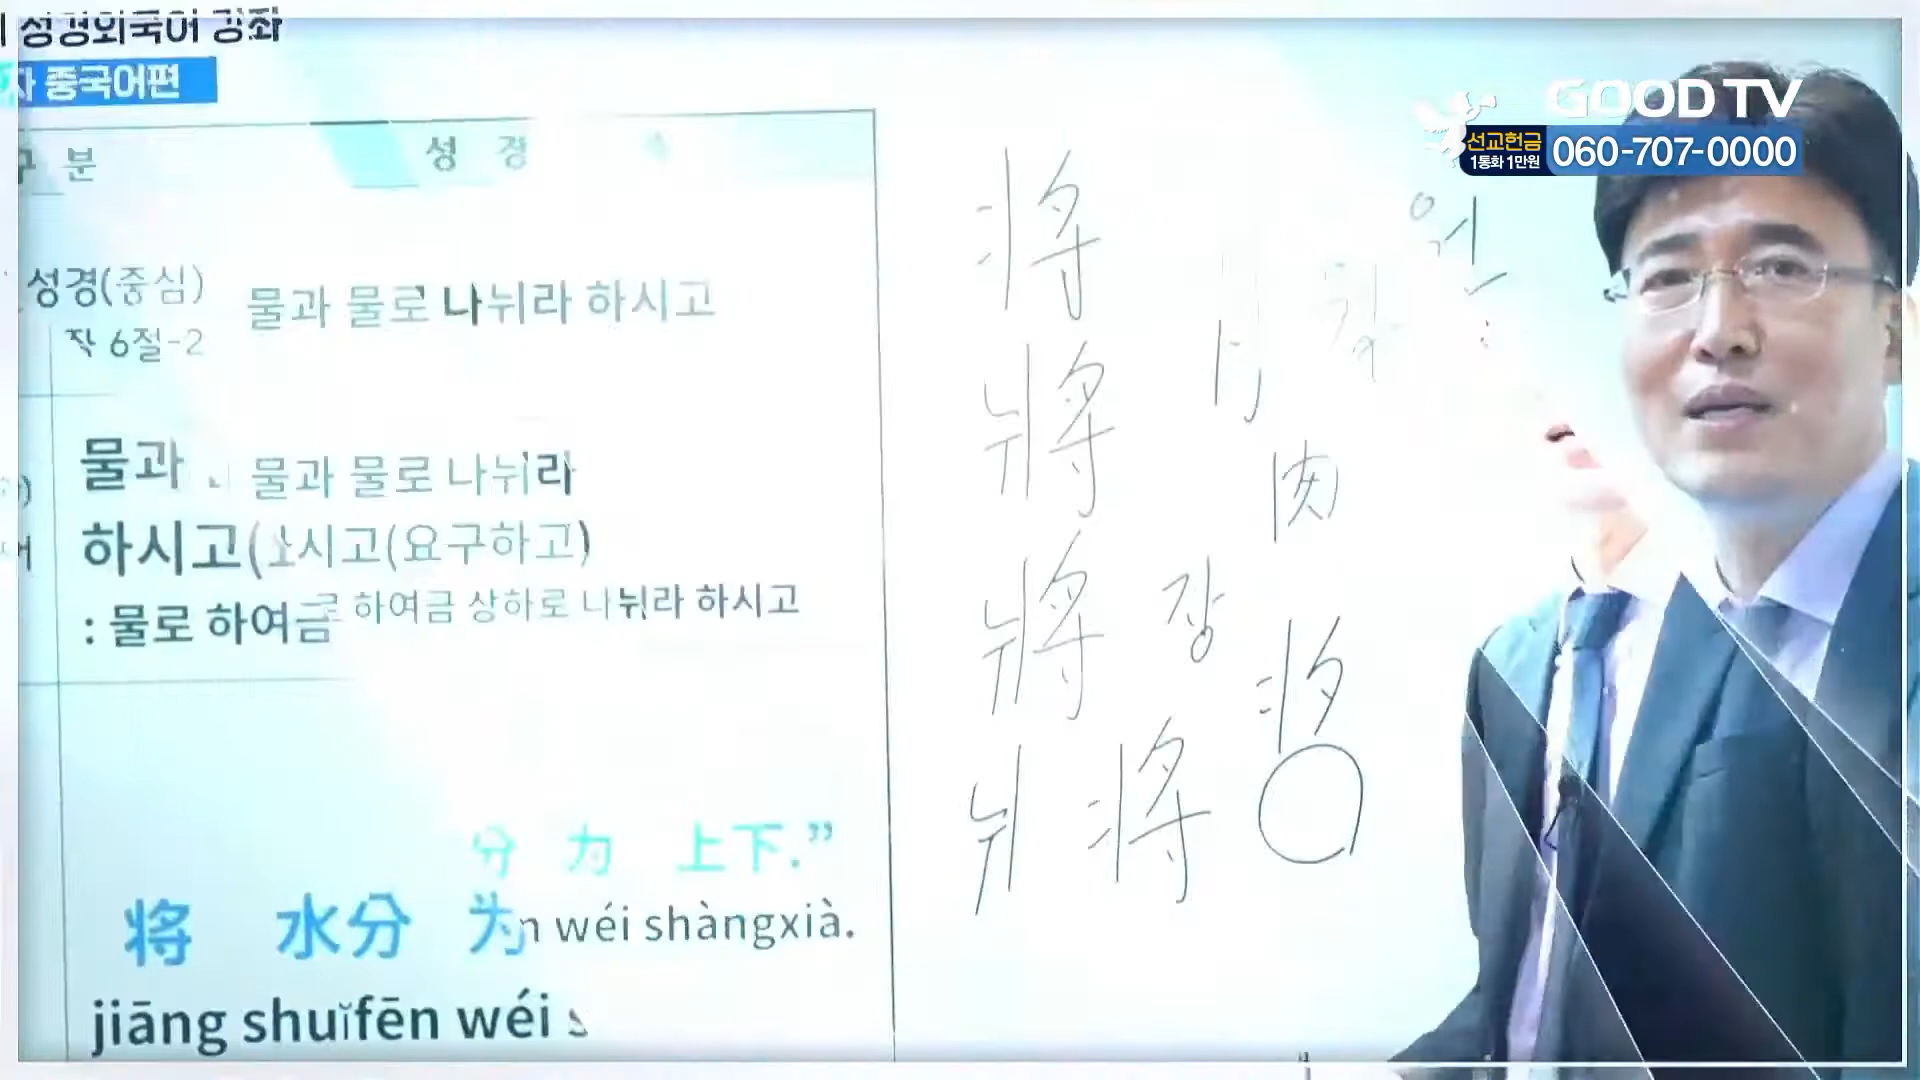 성경외국어 강좌
자 중국어편
GOOD TV
선교헌금
1통화 1만원
060-707-0000
구 분
성 경
성경(중심)
6절-2
물과 물로 나뉘라 하시고
물과
물과 물로 나뉘라
하시고(
시고(요구하고)
: 물로 하여금
하여금 상하로 나뉘라 하시고
分 为 上下.”
将 水分 为
wéi shàngxià.
jiāng shuǐfēn wéi
将
將
將 장
将
肉
원